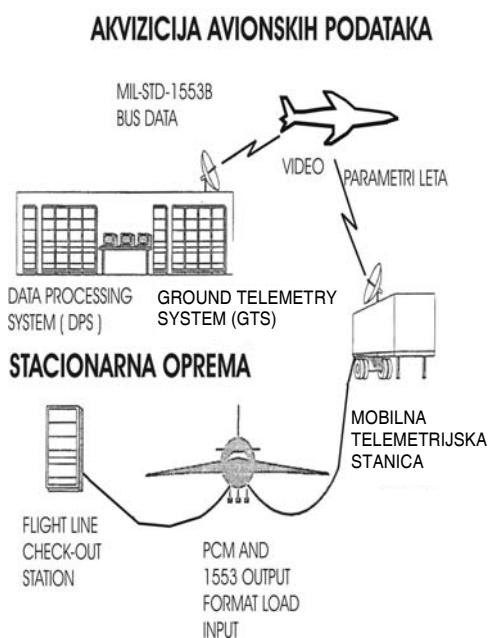 AKVIZICIJA AVIONSKIH PODATAKA
MIL-STD-1553B
BUS DATA
VIDEO
PARAMETRI LETA
DATA PROCESSING
SYSTEM ( DPS )
GROUND TELEMETRY
SYSTEM (GTS)
STACIONARNA OPREMA
MOBILNA
TELEMETRIJSKA
STANICA
FLIGHT LINE
CHECK-OUT
STATION
PCM AND
1553 OUTPUT
FORMAT LOAD
INPUT